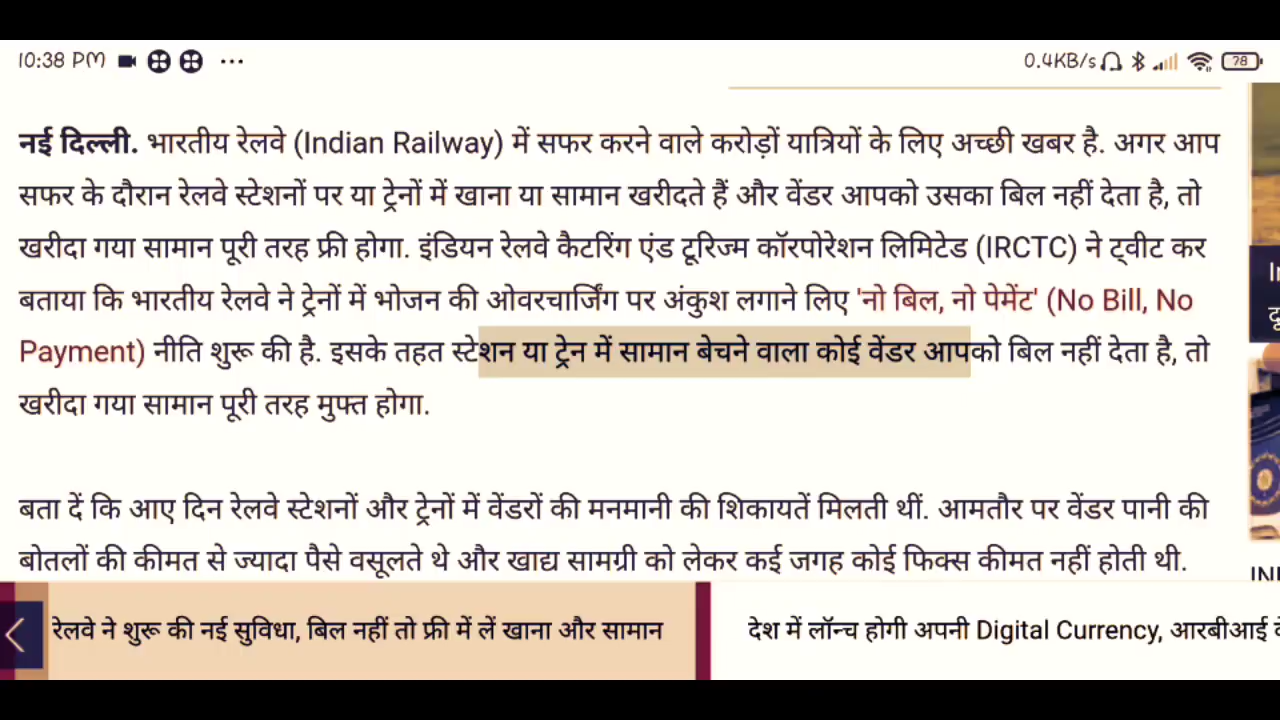 10:38 PM ...
0.4KB/s 78
नई दिल्ली. भारतीय रेलवे (Indian Railway) में सफर करने वाले करोड़ों यात्रियों के लिए अच्छी खबर है. अगर आप
सफर के दौरान रेलवे स्टेशनों पर या ट्रेनों में खाना या सामान खरीदते हैं और वेंडर आपको उसका बिल नहीं देता है, तो
खरीदा गया सामान पूरी तरह फ्री होगा. इंडियन रेलवे कैटरिंग एंड टूरिज्म कॉरपोरेशन लिमिटेड (IRCTC) ने ट्वीट कर
बताया कि भारतीय रेलवे ने ट्रेनों में भोजन की ओवरचार्जिंग पर अंकुश लगाने लिए 'नो बिल, नो पेमेंट' (No Bill, No
Payment) नीति शुरू की है. इसके तहत स्टेशन या ट्रेन में सामान बेचने वाला कोई वेंडर आपको बिल नहीं देता है, तो
खरीदा गया सामान पूरी तरह मुफ्त होगा.
बता दें कि आए दिन रेलवे स्टेशनों और ट्रेनों में वेंडरों की मनमानी की शिकायतें मिलती थीं. आमतौर पर वेंडर पानी की
बोतलों की कीमत से ज्यादा पैसे वसूलते थे और खाद्य सामग्री को लेकर कई जगह कोई फिक्स कीमत नहीं होती थी.
रेलवे ने शुरू की नई सुविधा, बिल नहीं तो फ्री में लें खाना और सामान
देश में लॉन्च होगी अपनी Digital Currency, आरबीआई